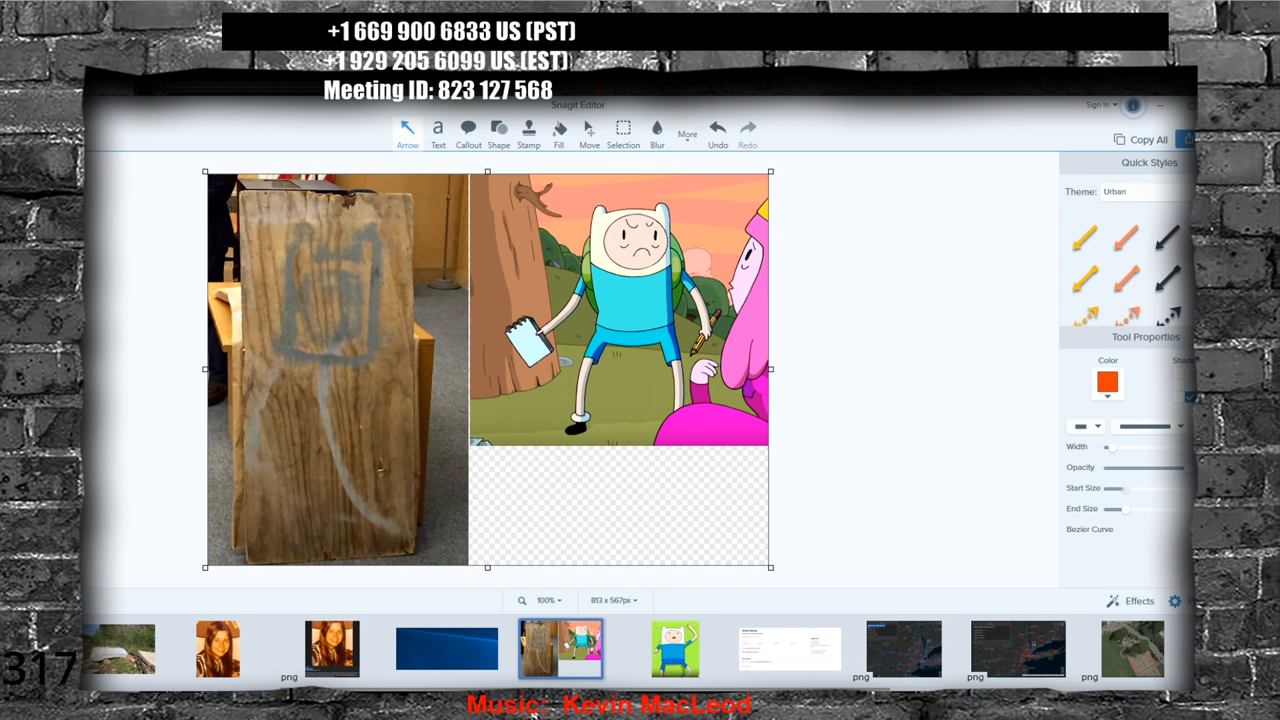 +1 669 900 6833 US (PST)
+1 929 205 6099 US (EST)
Meeting ID: 823 127 568
Snagit Editor
Sign In
Arrow
Text
Callout
Shape
Stamp
Fill
Move
Selection
Blur
More
Undo
Redo
Copy All
Quick Styles
Theme: Urban
Tool Properties
Color
Width
Opacity
Start Size
End Size
Bezier Curve
100%
813 x 567px
Effects
png
png
png
png
317
Music: Kevin MacLeod